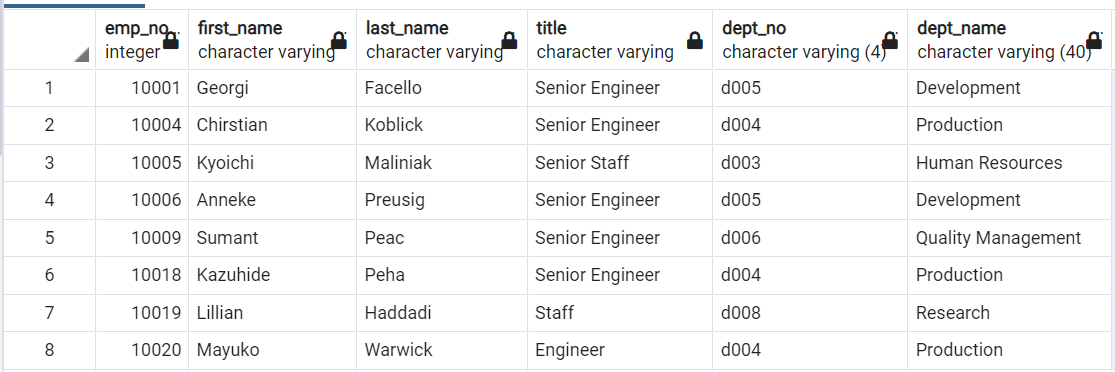 emp_no... first_name last_name title dept_no dept_name
integer character varying character varying character varying character varying (4) character varying (40)
1 10001 Georgi Facello Senior Engineer d005 Development
2 10004 Chirstian Koblick Senior Engineer d004 Production
3 10005 Kyoichi Maliniak Senior Staff d003 Human Resources
4 10006 Anneke Preusig Senior Engineer d005 Development
5 10009 Sumant Peac Senior Engineer d006 Quality Management
6 10018 Kazuhide Peha Senior Engineer d004 Production
7 10019 Lillian Haddadi Staff d008 Research
8 10020 Mayuko Warwick Engineer d004 Production